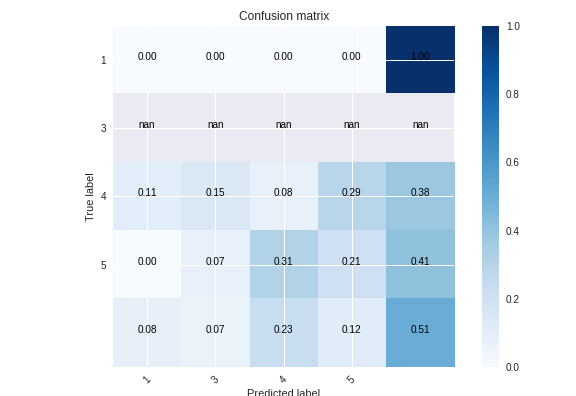 Confusion matrix
1 0.00 0.00 0.00 0.00 1.00
3 nan nan nan nan nan
4 0.11 0.15 0.08 0.29 0.38
5 0.00 0.07 0.31 0.21 0.41
0.08 0.07 0.23 0.12 0.51
True label
1 3 4 5
Predicted label
1.0
0.8
0.6
0.4
0.2
0.0